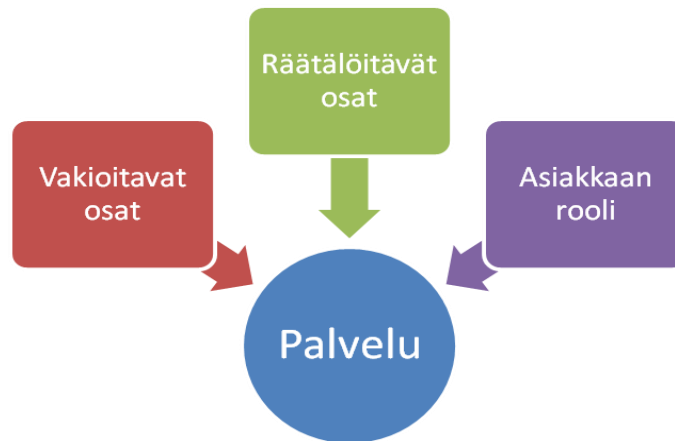 Räätälöitävät
osat
Vakioitavat
osat
Asiakkaan
rooli
Palvelu